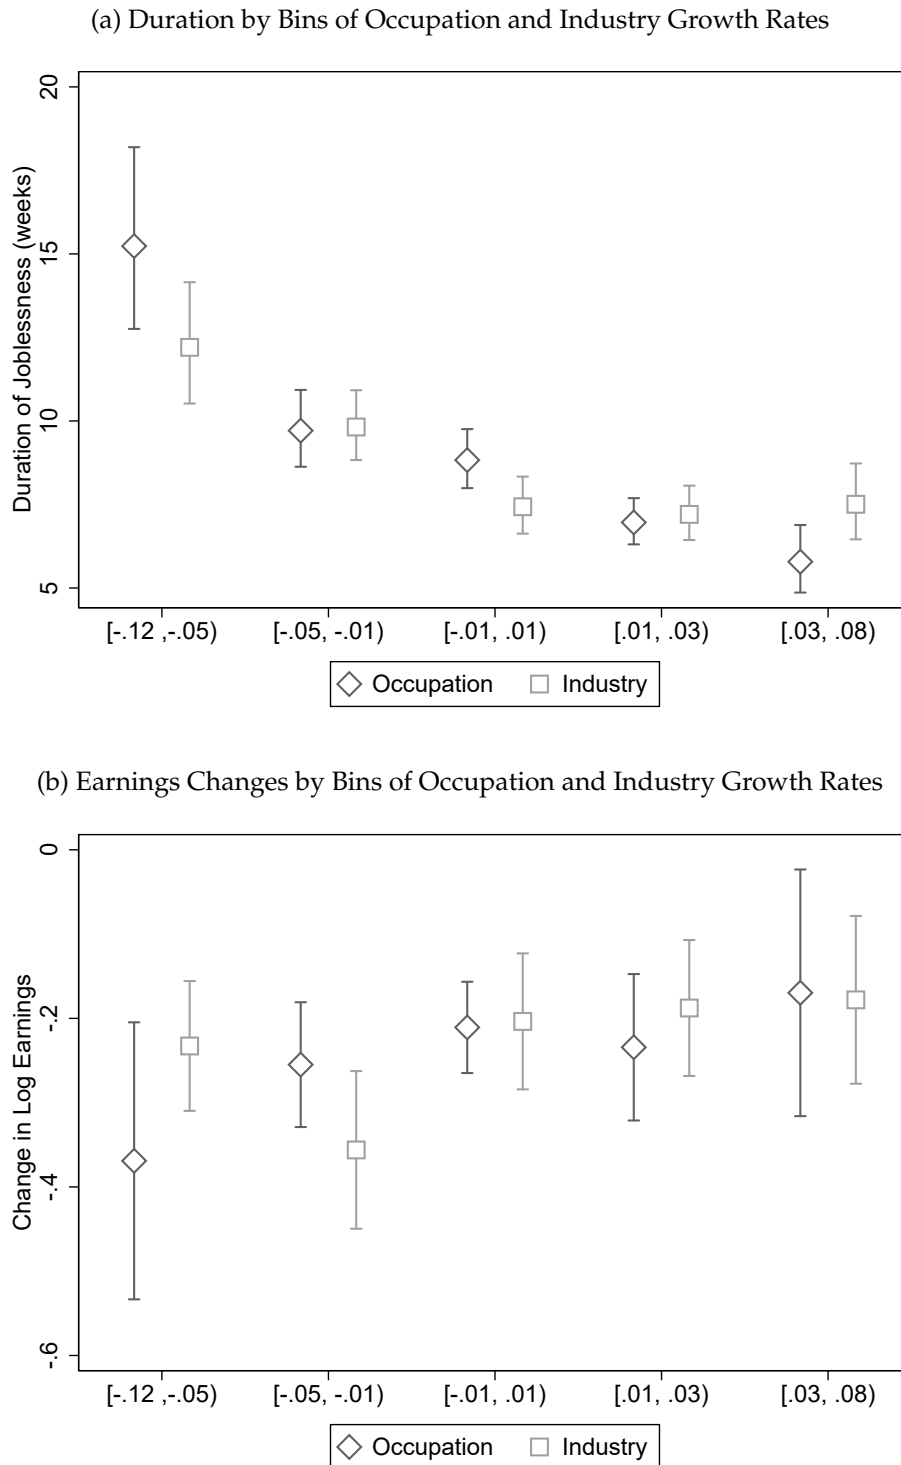 (a) Duration by Bins of Occupation and Industry Growth Rates
20
15
10
5
Duration of Joblessness (weeks)
[-.12 ,-.05)
[-.05, -.01)
[-.01, .01)
[.01, .03)
[.03, .08)
Occupation
Industry
(b) Earnings Changes by Bins of Occupation and Industry Growth Rates
0
-.2
-.4
-.6
Change in Log Earnings
[-.12 ,-.05)
[-.05, -.01)
[-.01, .01)
[.01, .03)
[.03, .08)
Occupation
Industry